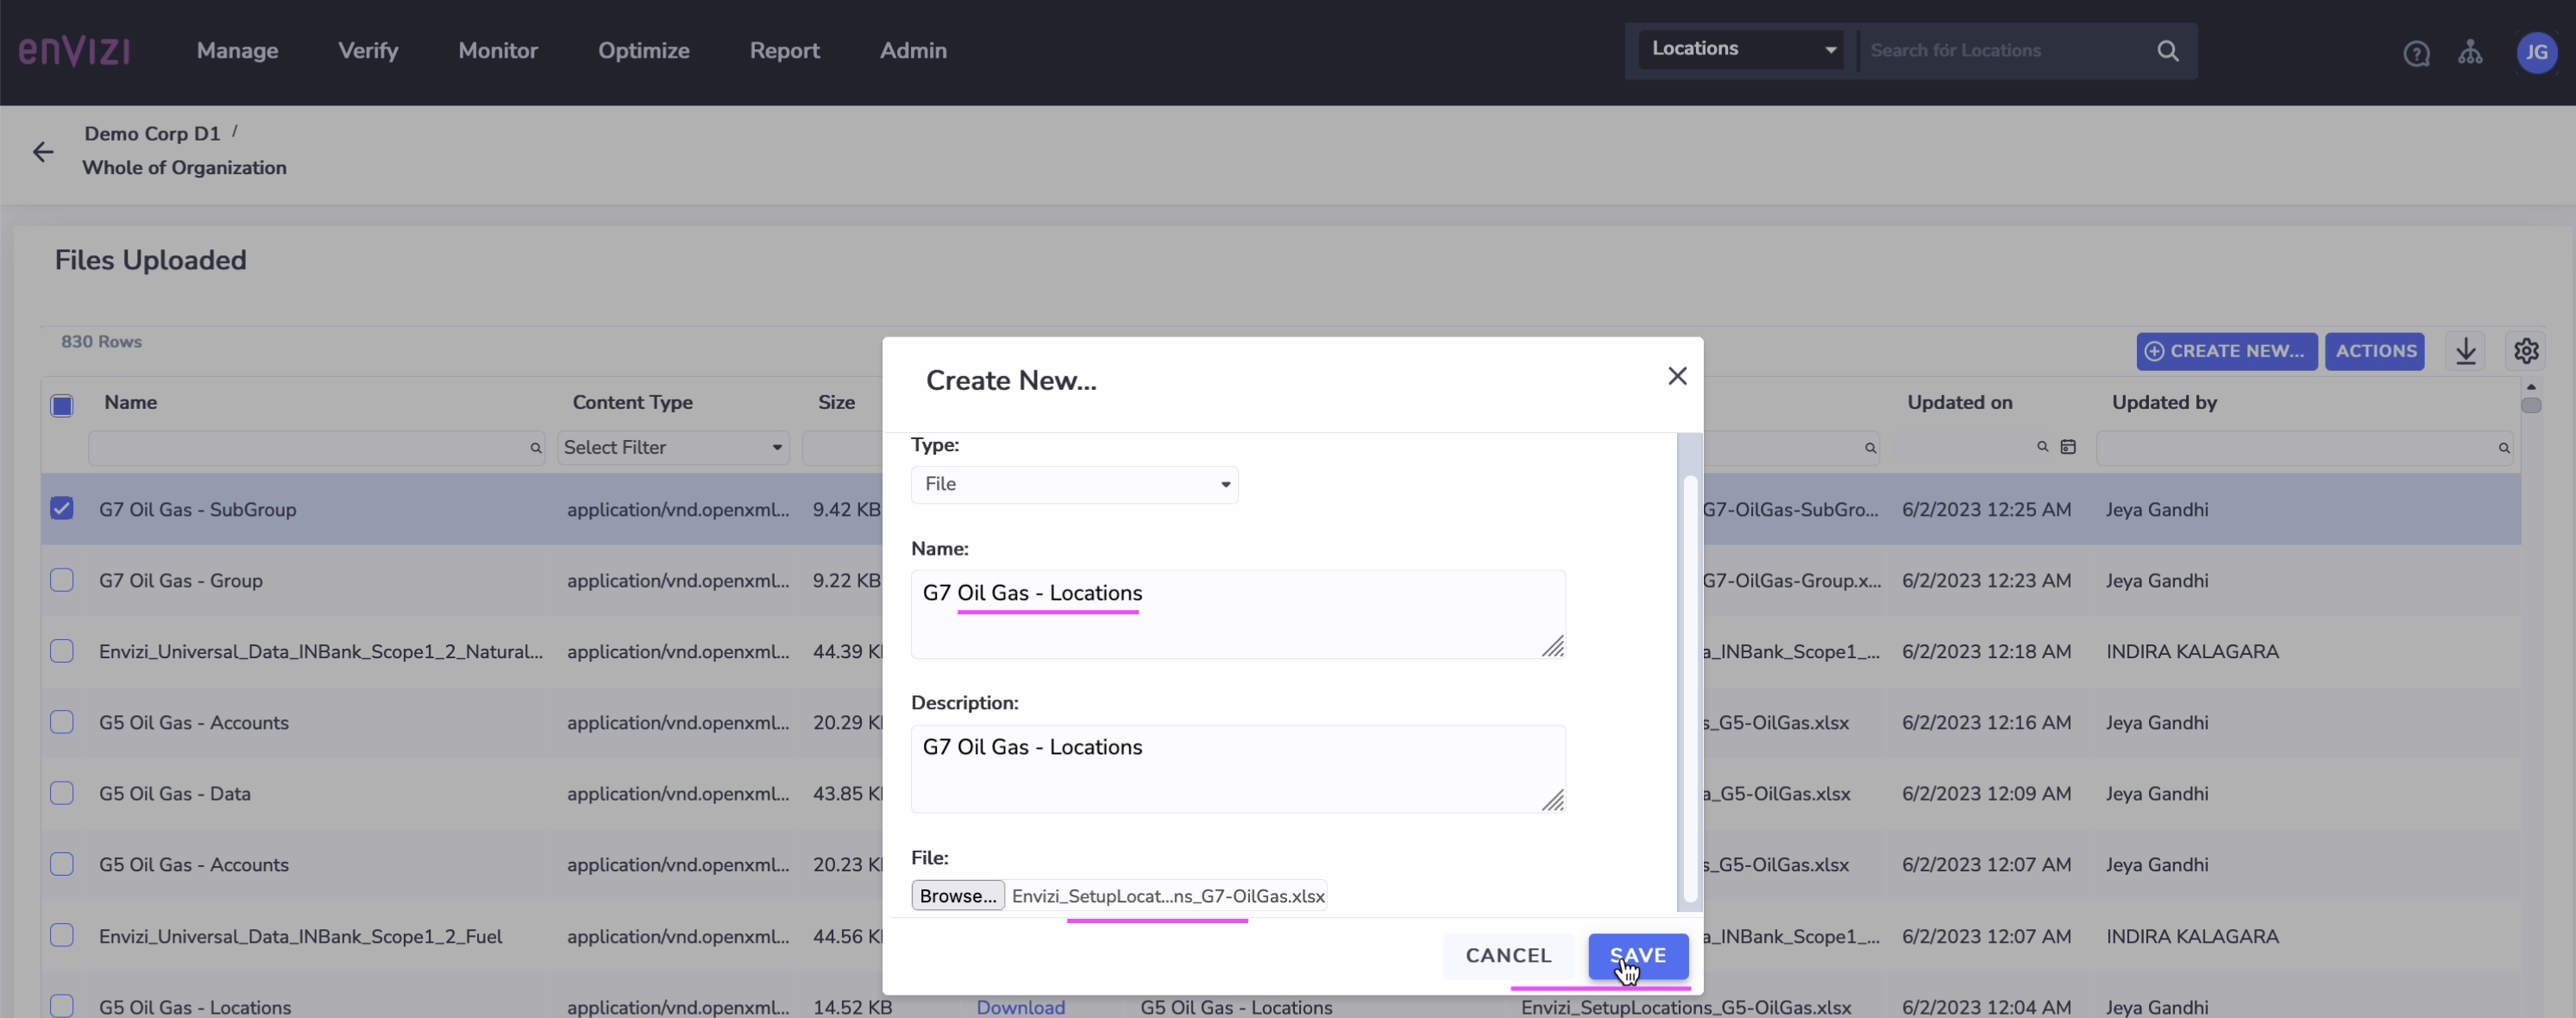 enVIZI Manage Verify Monitor Optimize Report Admin Locations Search for Locations JG
Demo Corp D1 /
Whole of Organization
Files Uploaded
830 Rows
CREATE NEW... ACTIONS
Name Content Type Size Updated on Updated by
Select Filter
G7 Oil Gas - SubGroup application/vnd.openxml... 9.42 KB G7-OilGas-SubGro... 6/2/2023 12:25 AM Jeya Gandhi
G7 Oil Gas - Group application/vnd.openxml... 9.22 KB G7-OilGas-Group.x... 6/2/2023 12:23 AM Jeya Gandhi
Envizi_Universal_Data_INBank_Scope1_2_Natural... application/vnd.openxml... 44.39 K a_INBank_Scope1_... 6/2/2023 12:18 AM INDIRA KALAGARA
G5 Oil Gas - Accounts application/vnd.openxml... 20.29 K s_G5-OilGas.xlsx 6/2/2023 12:16 AM Jeya Gandhi
G5 Oil Gas - Data application/vnd.openxml... 43.85 K a_G5-OilGas.xlsx 6/2/2023 12:09 AM Jeya Gandhi
G5 Oil Gas - Accounts application/vnd.openxml... 20.23 K s_G5-OilGas.xlsx 6/2/2023 12:07 AM Jeya Gandhi
Envizi_Universal_Data_INBank_Scope1_2_Fuel application/vnd.openxml... 44.56 K a_INBank_Scope1_... 6/2/2023 12:07 AM INDIRA KALAGARA
G5 Oil Gas - Locations application/vnd.openxml... 14.52 KB Download G5 Oil Gas - Locations Envizi_SetupLocations_G5-OilGas.xlsx 6/2/2023 12:04 AM Jeya Gandhi
Create New...
Type:
File
Name:
G7 Oil Gas - Locations
Description:
G7 Oil Gas - Locations
File:
Browse... Envizi_SetupLocat...ns_G7-OilGas.xlsx
CANCEL SAVE